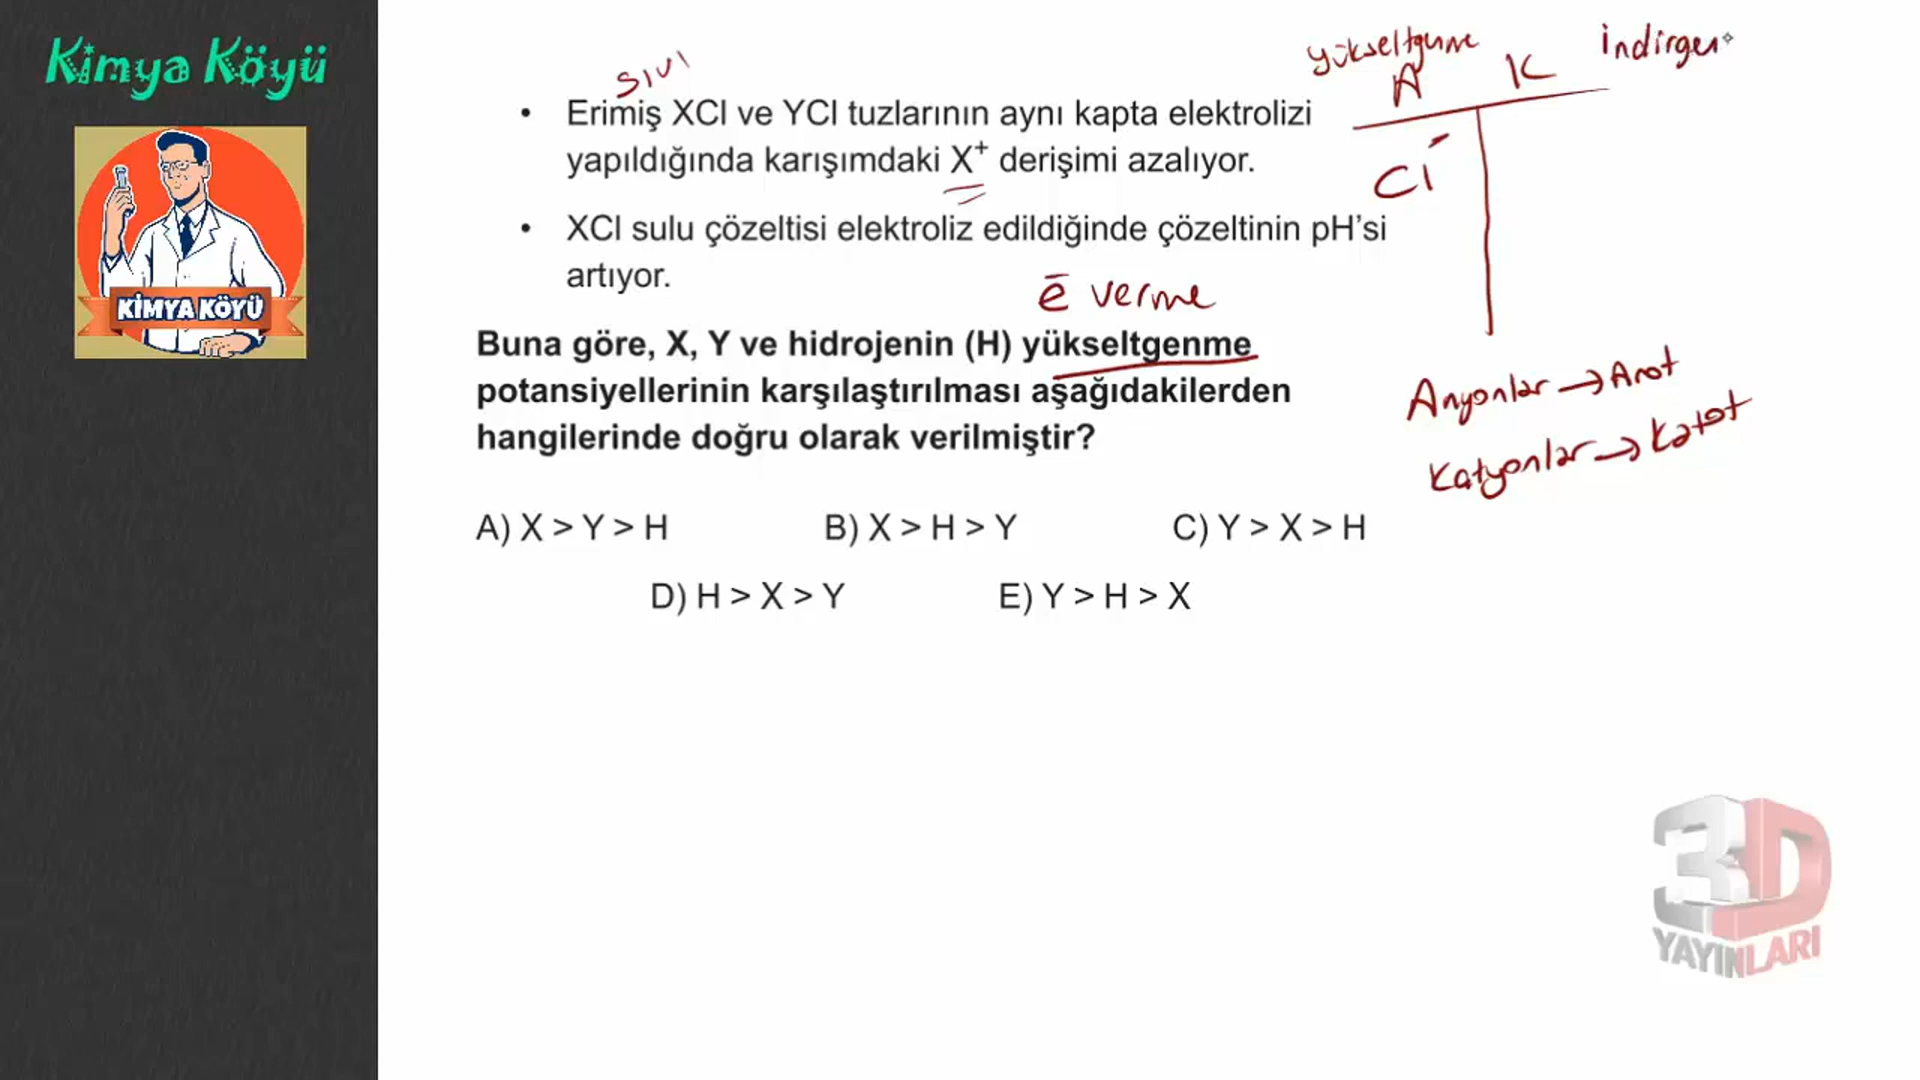 Kimya Köyü
KİMYA KÖYÜ
sıvı
• Erimiş XCl ve YCl tuzlarının aynı kapta elektrolizi
yapıldığında karışımdaki X⁺ derişimi azalıyor.
• XCl sulu çözeltisi elektroliz edildiğinde çözeltinin pH’si
artıyor.
ē verme
Buna göre, X, Y ve hidrojenin (H) yükseltgenme
potansiyellerinin karşılaştırılması aşağıdakilerden
hangilerinde doğru olarak verilmiştir?
A) X > Y > H B) X > H > Y C) Y > X > H
D) H > X > Y E) Y > H > X
yükseltgenme
A K
İndirgen
Cl⁻
Anyonlar → Anot
Katyonlar → Katot
3D
YAYINLARI